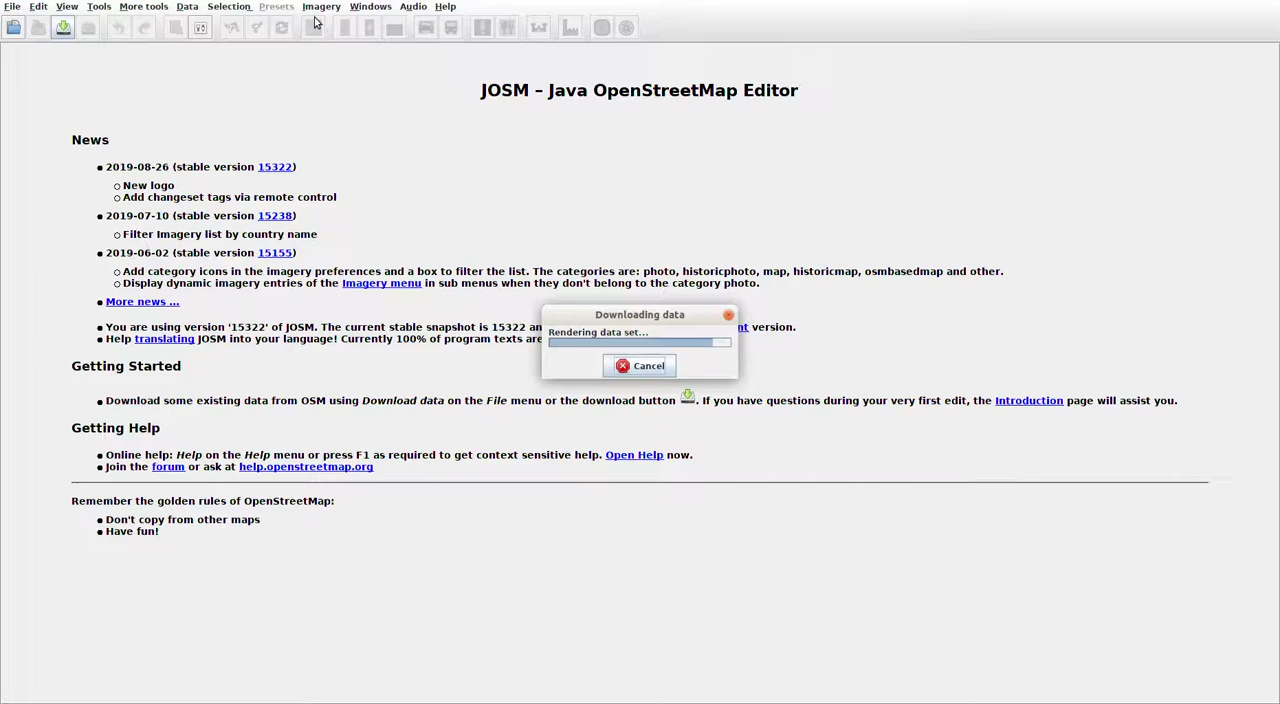 File Edit View Tools More tools Data Selection Presets Imagery Windows Audio Help
JOSM – Java OpenStreetMap Editor
News
2019-08-26 (stable version 15322)
New logo
Add changeset tags via remote control
2019-07-10 (stable version 15238)
Filter Imagery list by country name
2019-06-02 (stable version 15155)
Add category icons in the imagery preferences and a box to filter the list. The categories are: photo, historicphoto, map, historicmap, osmbasedmap and other.
Display dynamic imagery entries of the Imagery menu in sub menus when they don't belong to the category photo.
More news ...
Downloading data
Rendering data set...
Cancel
You are using version '15322' of JOSM. The current stable snapshot is 15322 an nt version.
Help translating JOSM into your language! Currently 100% of program texts are
Getting Started
Download some existing data from OSM using Download data on the File menu or the download button . If you have questions during your very first edit, the Introduction page will assist you.
Getting Help
Online help: Help on the Help menu or press F1 as required to get context sensitive help. Open Help now.
Join the forum or ask at help.openstreetmap.org
Remember the golden rules of OpenStreetMap:
Don't copy from other maps
Have fun!